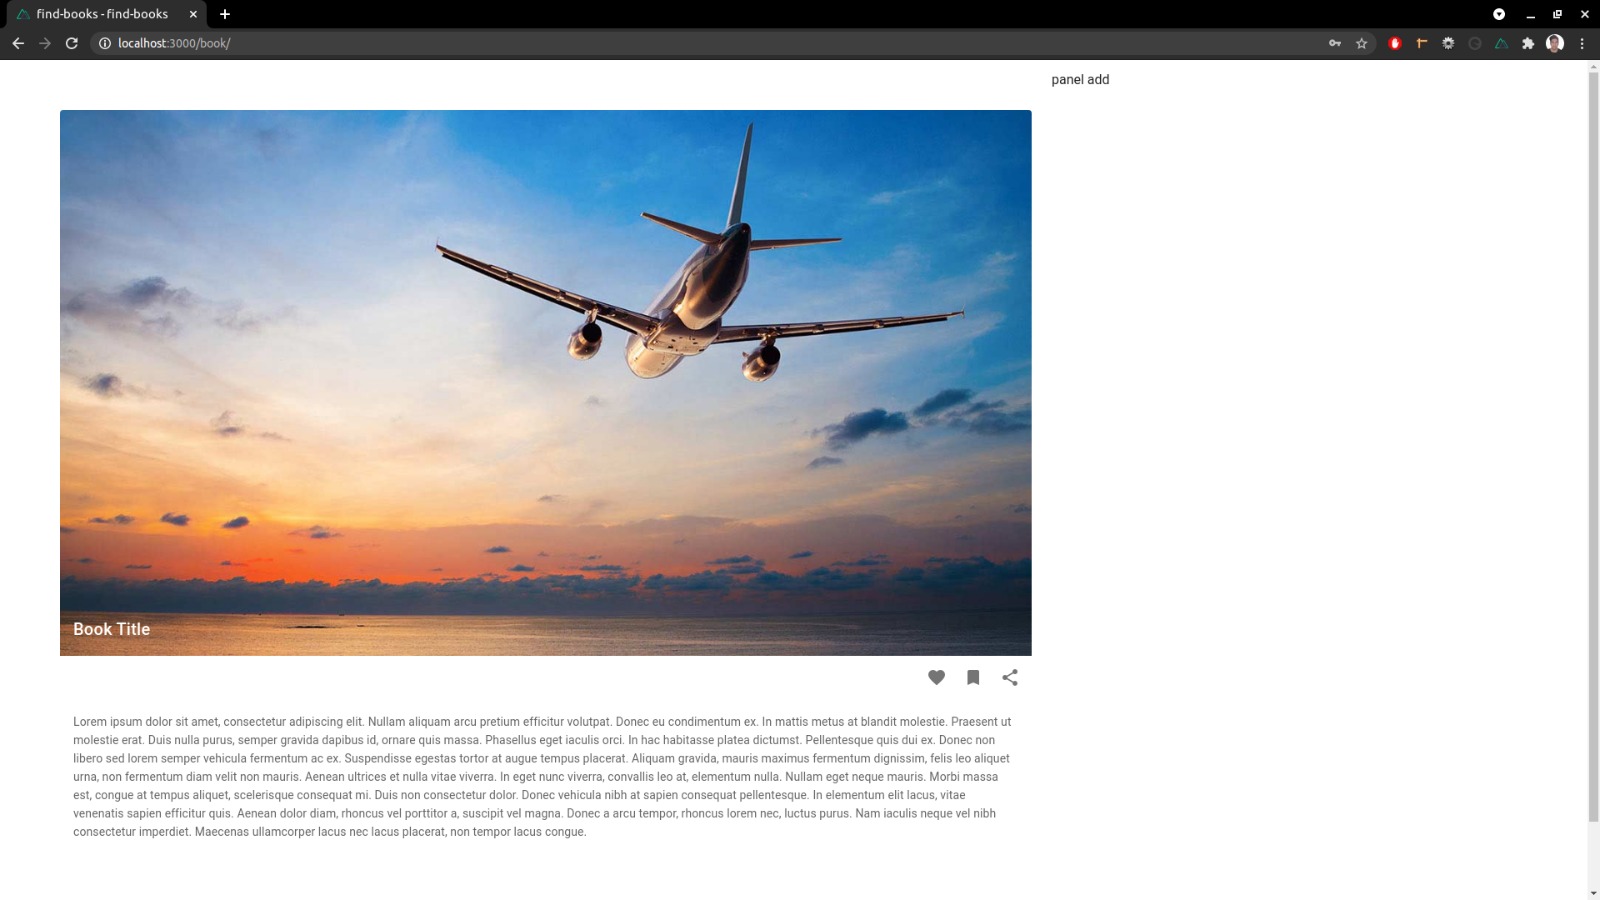 find-books - find-books
localhost:3000/book/
panel add
Book Title
Lorem ipsum dolor sit amet, consectetur adipiscing elit. Nullam aliquam arcu pretium efficitur volutpat. Donec eu condimentum ex. In mattis metus at blandit molestie. Praesent ut
molestie erat. Duis nulla purus, semper gravida dapibus id, ornare quis massa. Phasellus eget iaculis orci. In hac habitasse platea dictumst. Pellentesque quis dui ex. Donec non
libero sed lorem semper vehicula fermentum ac ex. Suspendisse egestas tortor at augue tempus placerat. Aliquam gravida, mauris maximus fermentum dignissim, felis leo aliquet
urna, non fermentum diam velit non mauris. Aenean ultrices et nulla vitae viverra. In eget nunc viverra, convallis leo at, elementum nulla. Nullam eget neque mauris. Morbi massa
est, congue at tempus aliquet, scelerisque consequat mi. Duis non consectetur dolor. Donec vehicula nibh at sapien consequat pellentesque. In elementum elit lacus, vitae
venenatis sapien efficitur quis. Aenean dolor diam, rhoncus vel porttitor a, suscipit vel magna. Donec a arcu tempor, rhoncus lorem nec, luctus purus. Nam iaculis neque vel nibh
consectetur imperdiet. Maecenas ullamcorper lacus nec lacus placerat, non tempor lacus congue.